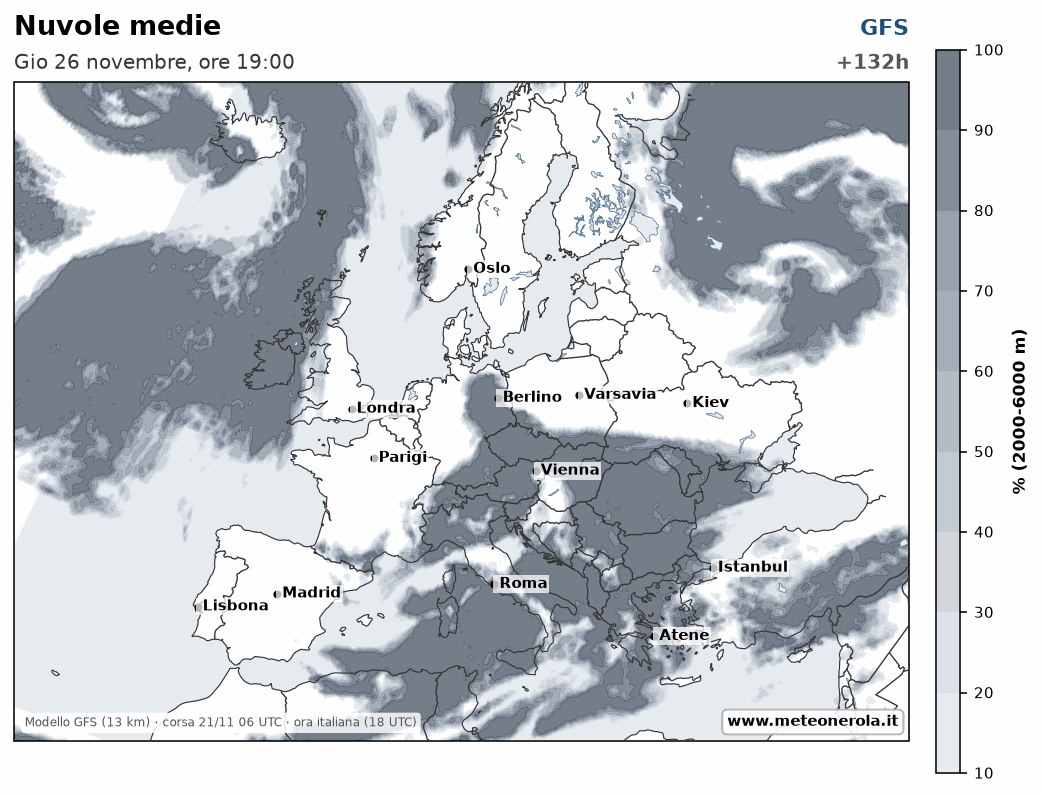 Nuvole medie
GFS
Gio 26 novembre, ore 19:00
+132h
100
90
80
70
60
50
40
30
20
10
% (2000-6000 m)
Oslo
Londra
Berlino
Varsavia
Kiev
Parigi
Vienna
Istanbul
Roma
Madrid
Lisbona
Atene
Modello GFS (13 km) · corsa 21/11 06 UTC · ora italiana (18 UTC)
www.meteonerola.it